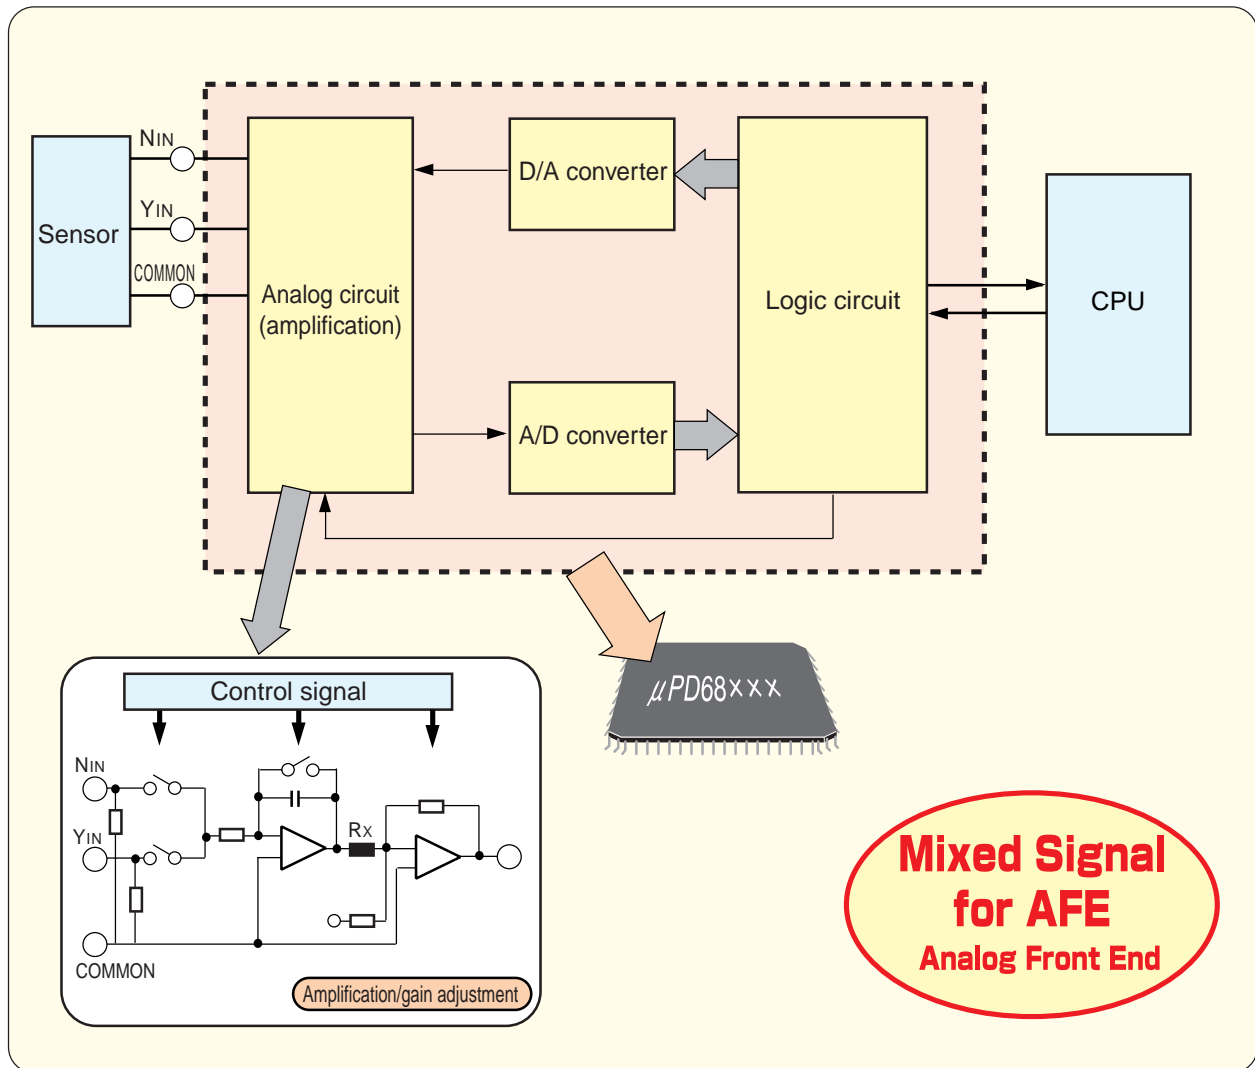 NIN
YIN
COMMON
Sensor
Analog circuit
(amplification)
D/A converter
A/D converter
Logic circuit
CPU
Control signal
NIN
YIN
COMMON
RX
Amplification/gain adjustment
μPD68×××
Mixed Signal
for AFE
Analog Front End